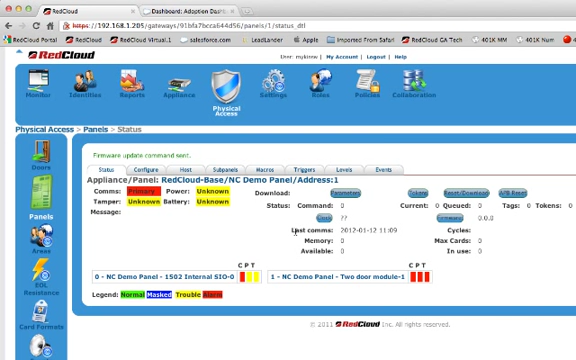 RedCloud
Dashboard: Adoption Dashb...
https://192.168.1.205/gateways/91bfa7bcca644d56/panels/1/status_dtl
RedCloud Portal RedCloud Virtual.1 salesforce.com LeadLander Apple Imported From Safari RedCloud GA Tech 401K MM 401K Num
REDCLOUD
User: mykirow | My Account | Logout | Help
Monitor Identities Reports Appliance Physical Access Settings Roles Policies Collaboration
Physical Access > Panels > Status
Doors
Panels
Areas
EOL Resistance
Card Formats
Firmware update command sent.
Status Configure Host Subpanels Macros Triggers Levels Events
Appliance/Panel: RedCloud-Base/NC Demo Panel/Address:1
Comms: Primary Power: Unknown Download: Parameters Tokens Reset/Download APB Reset
Tamper: Unknown Battery: Unknown Status: Command: 0 Current: 0 Queued: 0 Tags: 0 Tokens: 0
Message: Clock ?? Firmware 0.0.0
Last comms: 2012-01-12 11:09 Cycles:
Memory: 0 Max Cards: 0
Available: 0 In use: 0
C P T C P T
0 - NC Demo Panel - 1502 Internal SIO-0 1 - NC Demo Panel - Two door module-1
Legend: Normal Masked Trouble Alarm
© 2011 REDCLOUD. All rights reserved.